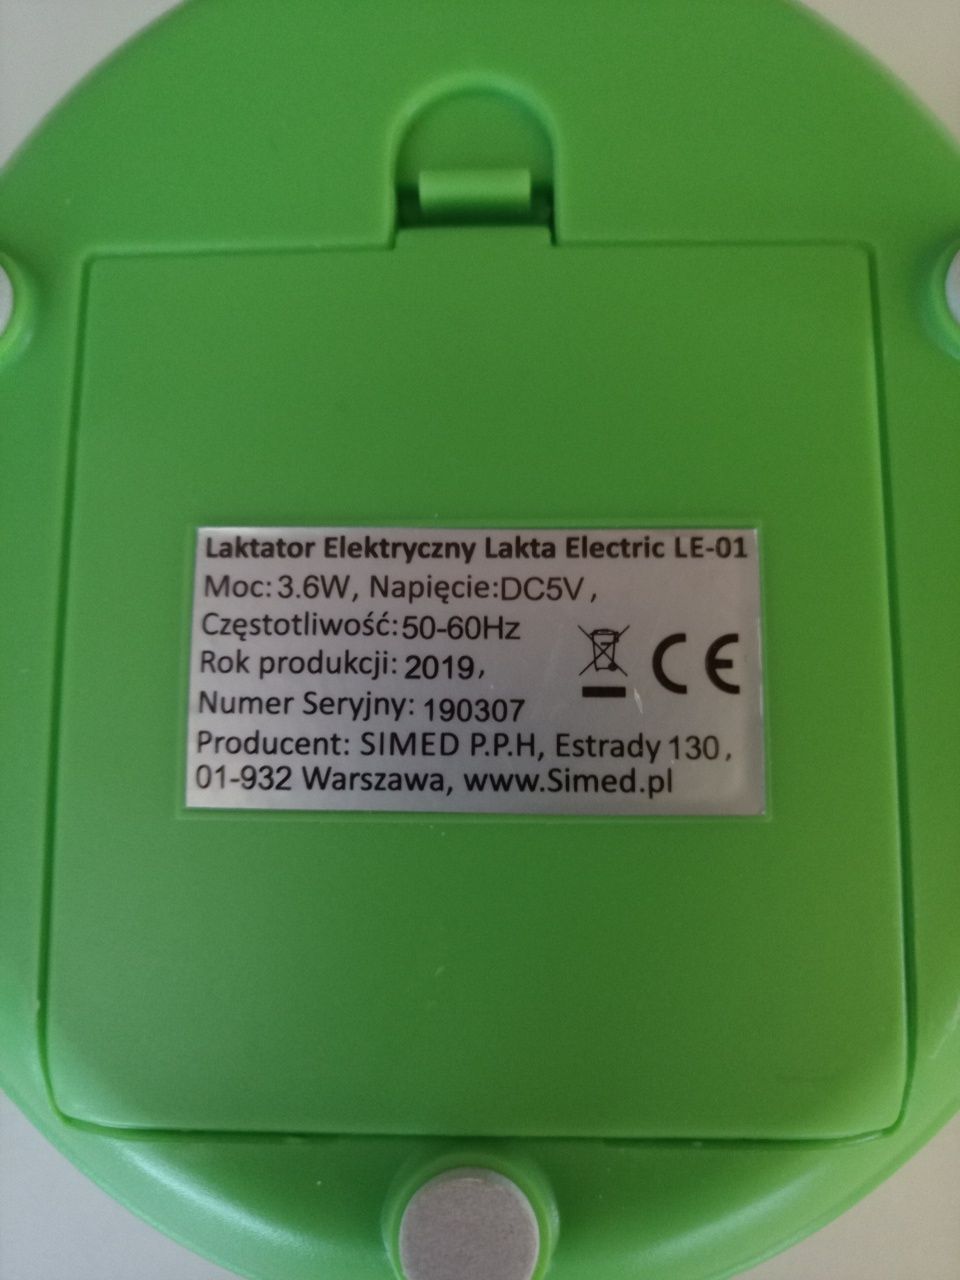 Laktator Elektryczny Lakta Electric LE-01
Moc: 3.6W, Napięcie:DC5V,
Częstotliwość: 50-60Hz
Rok produkcji: 2019,
Numer Seryjny: 190307
CE
Producent: SIMED P.P.H, Estrady 130,
01-932 Warszawa, www.Simed.pl